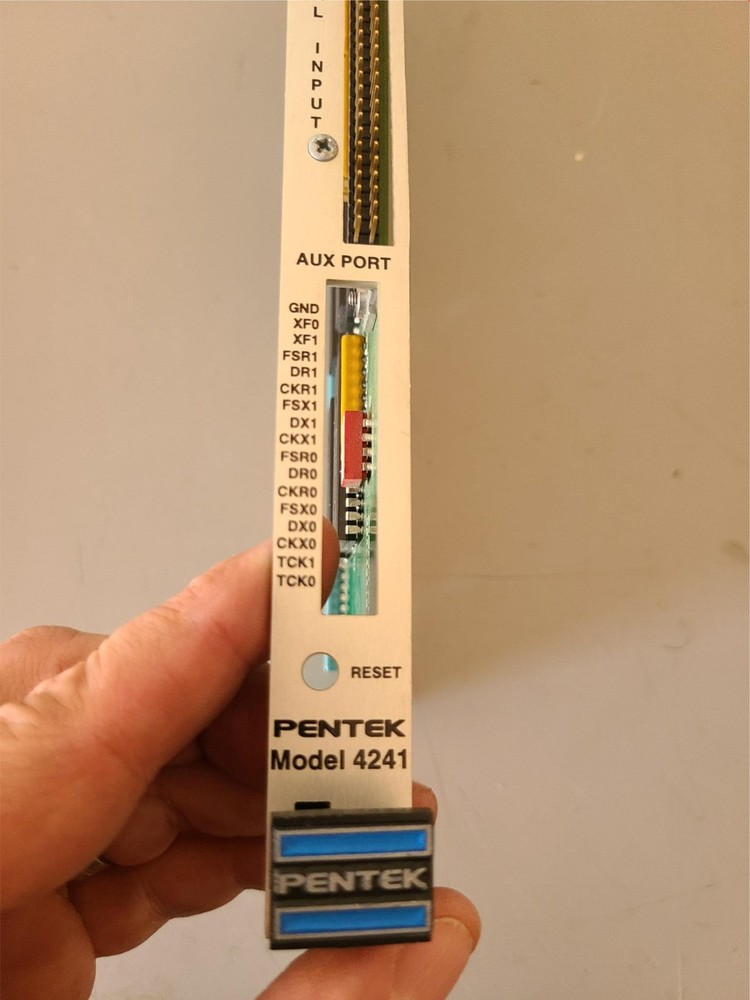 L INPUT
AUX PORT
GND
XF0
XF1
FSR1
DR1
CKR1
FSX1
DX1
CKX1
FSR0
DR0
CKR0
FSX0
DX0
CKX0
TCK1
TCK0
RESET
PENTEK
Model 4241
PENTEK